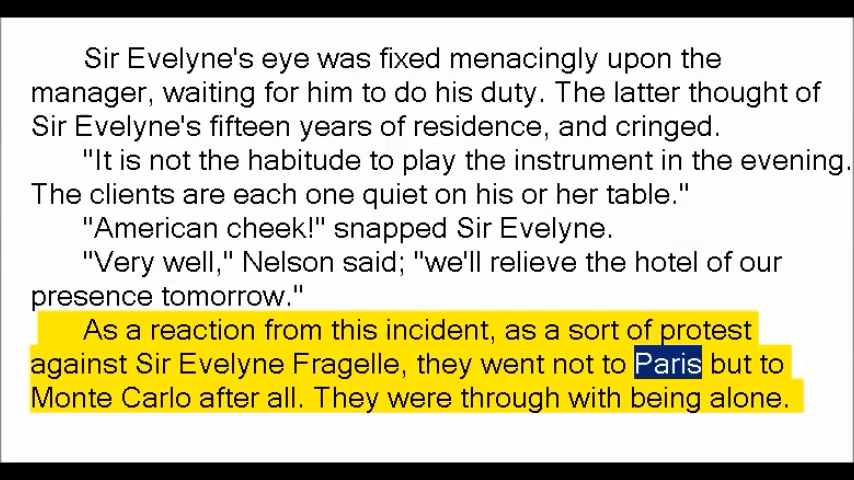 Sir Evelyne's eye was fixed menacingly upon the
manager, waiting for him to do his duty. The latter thought of
Sir Evelyne's fifteen years of residence, and cringed.
"It is not the habitude to play the instrument in the evening.
The clients are each one quiet on his or her table."
"American cheek!" snapped Sir Evelyne.
"Very well," Nelson said; "we'll relieve the hotel of our
presence tomorrow."
As a reaction from this incident, as a sort of protest
against Sir Evelyne Fragelle, they went not to Paris but to
Monte Carlo after all. They were through with being alone.